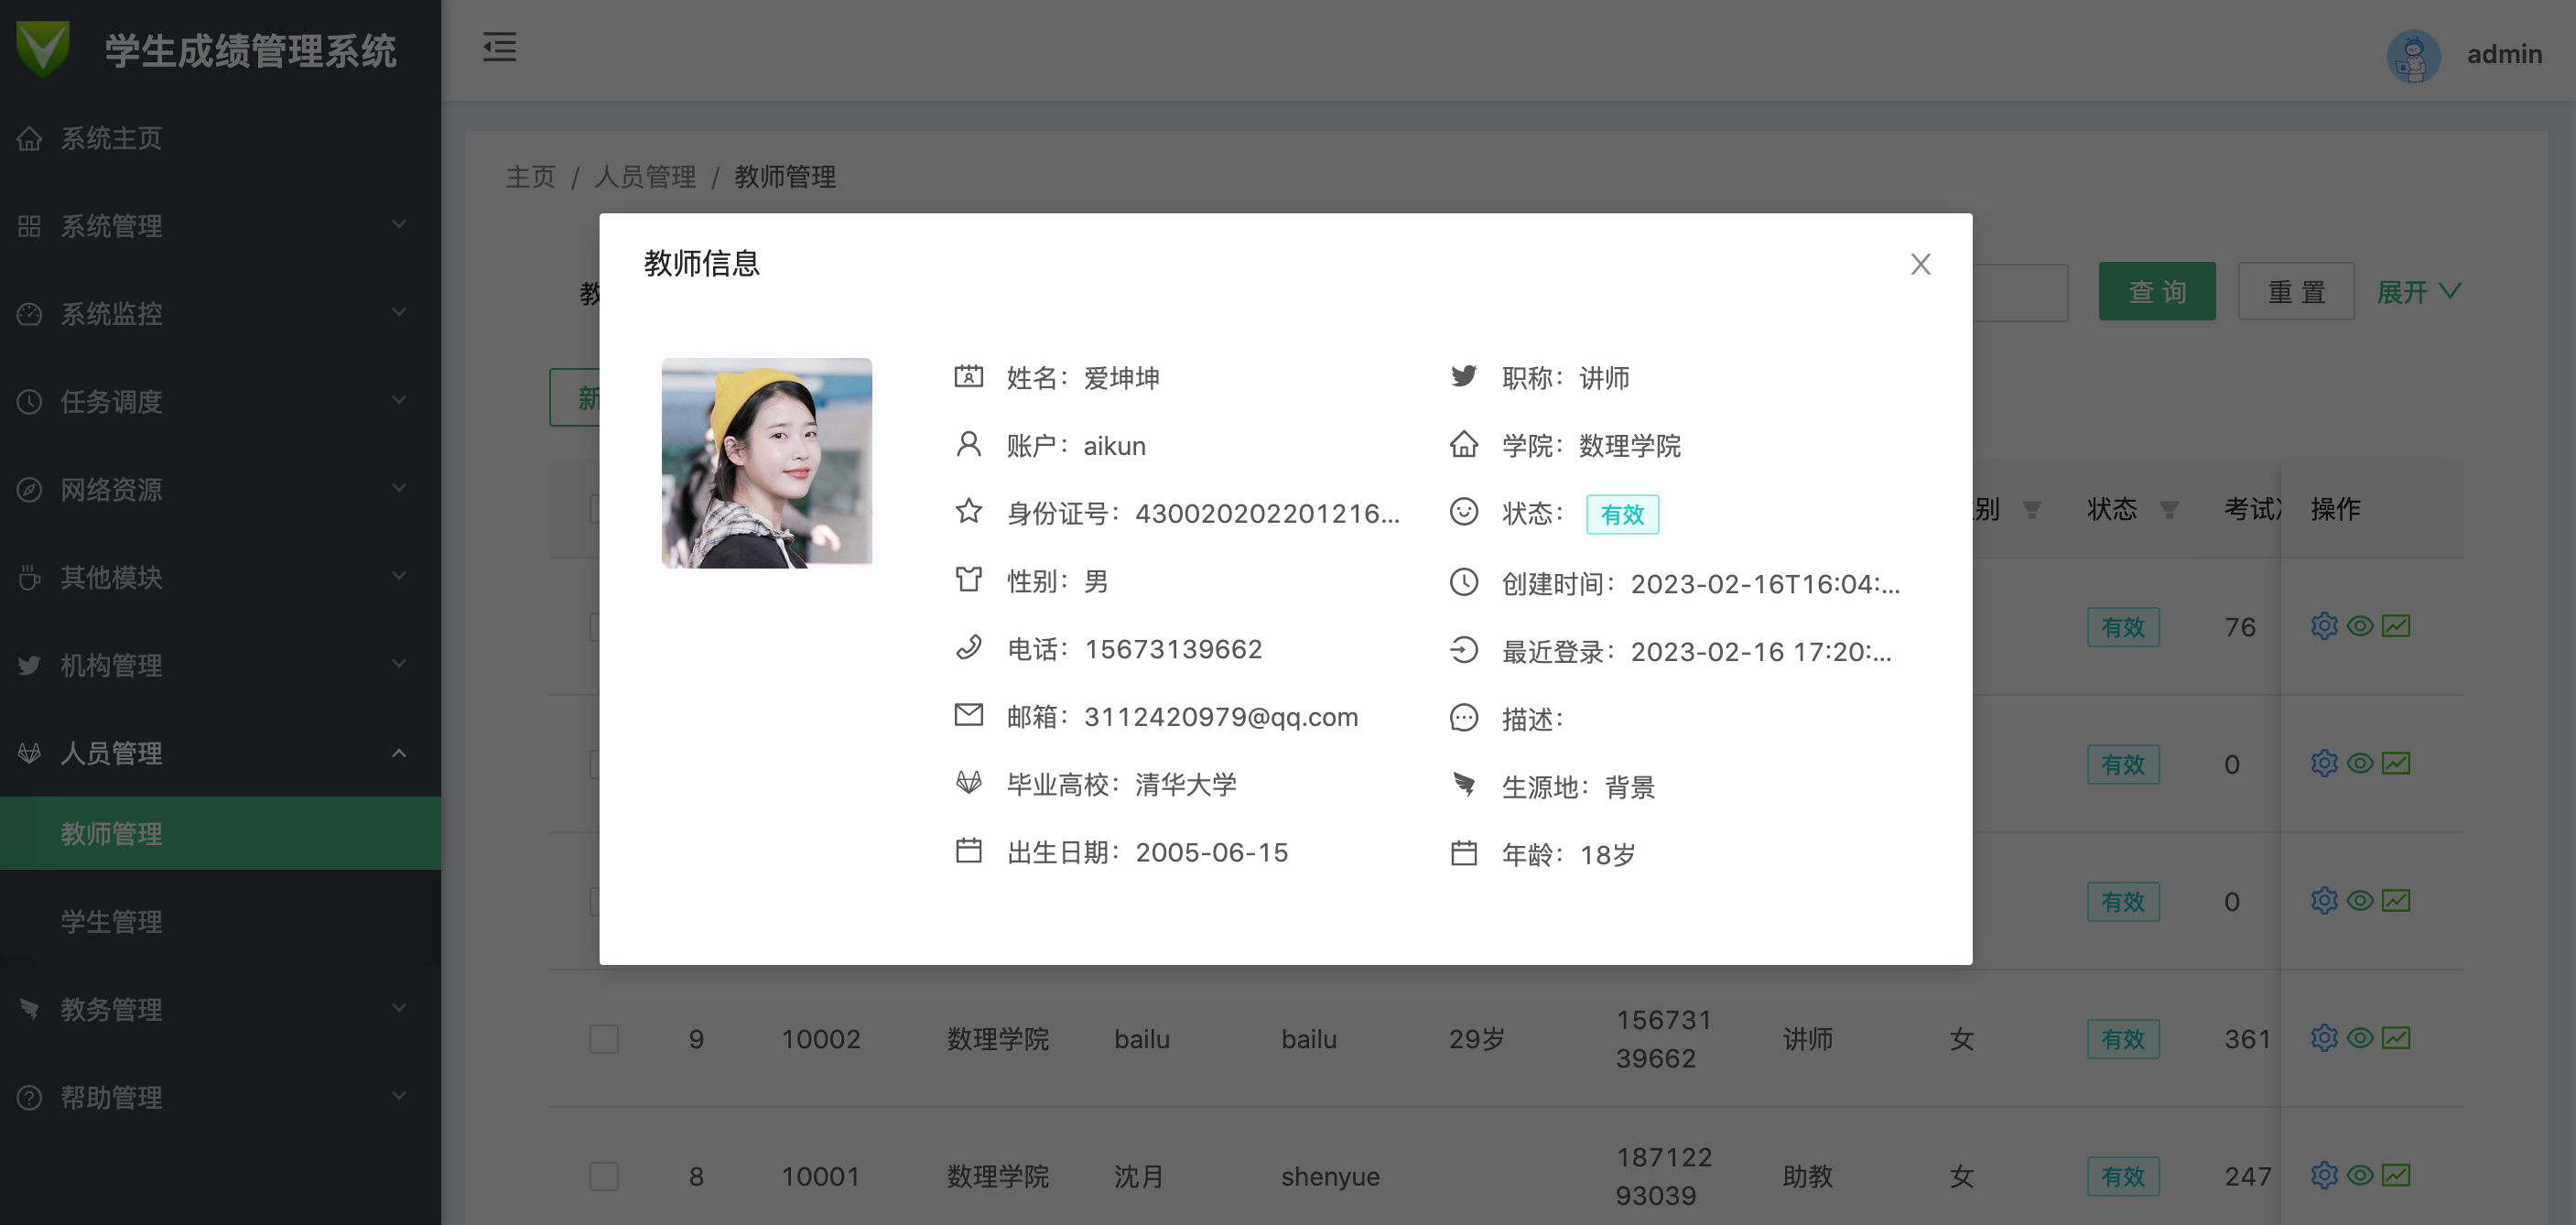 学生成绩管理系统
admin
系统主页
系统管理
系统监控
任务调度
网络资源
其他模块
机构管理
人员管理
教师管理
学生管理
教务管理
帮助管理
主页 / 人员管理 / 教师管理
查 询 重 置 展开
教师信息
姓名：爱坤坤
账户：aikun
身份证号：430020202201216...
性别：男
电话：15673139662
邮箱：3112420979@qq.com
毕业高校：清华大学
出生日期：2005-06-15
职称：讲师
学院：数理学院
状态：有效
创建时间：2023-02-16T16:04:...
最近登录：2023-02-16 17:20:...
描述：
生源地：背景
年龄：18岁
教
新
别 状态 考试 操作
有效 76
有效 0
有效 0
9 10002 数理学院 bailu bailu 29岁 156731 讲师 女 有效 361
39662
8 10001 数理学院 沈月 shenyue 187122 助教 女 有效 247
93039